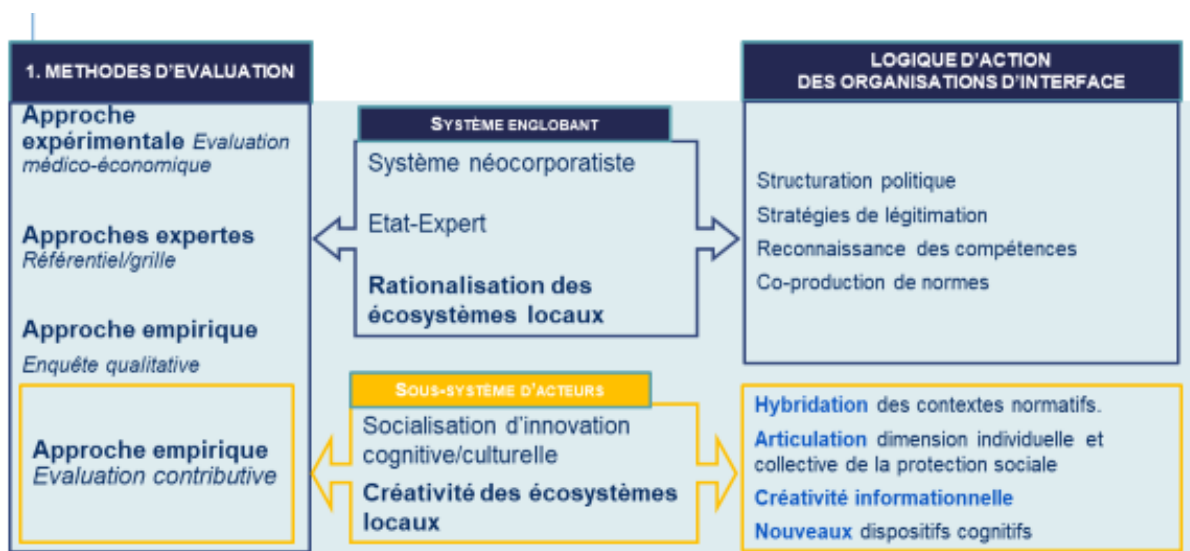 1. METHODES D'EVALUATION
Approche
expérimentale Evaluation
médico-économique
Approches expertes
Référentiel/grille
Approche empirique
Enquête qualitative
Approche empirique
Evaluation contributive
SYSTÈME ENGLOBANT
Système néocorporatiste
Etat-Expert
Rationalisation des
écosystèmes locaux
SOUS-SYSTÈME D'ACTEURS
Socialisation d'innovation
cognitive/culturelle
Créativité des écosystèmes
locaux
LOGIQUE D'ACTION
DES ORGANISATIONS D'INTERFACE
Structuration politique
Stratégies de légitimation
Reconnaissance des compétences
Co-production de normes
Hybridation des contextes normatifs.
Articulation dimension individuelle et
collective de la protection sociale
Créativité informationnelle
Nouveaux dispositifs cognitifs